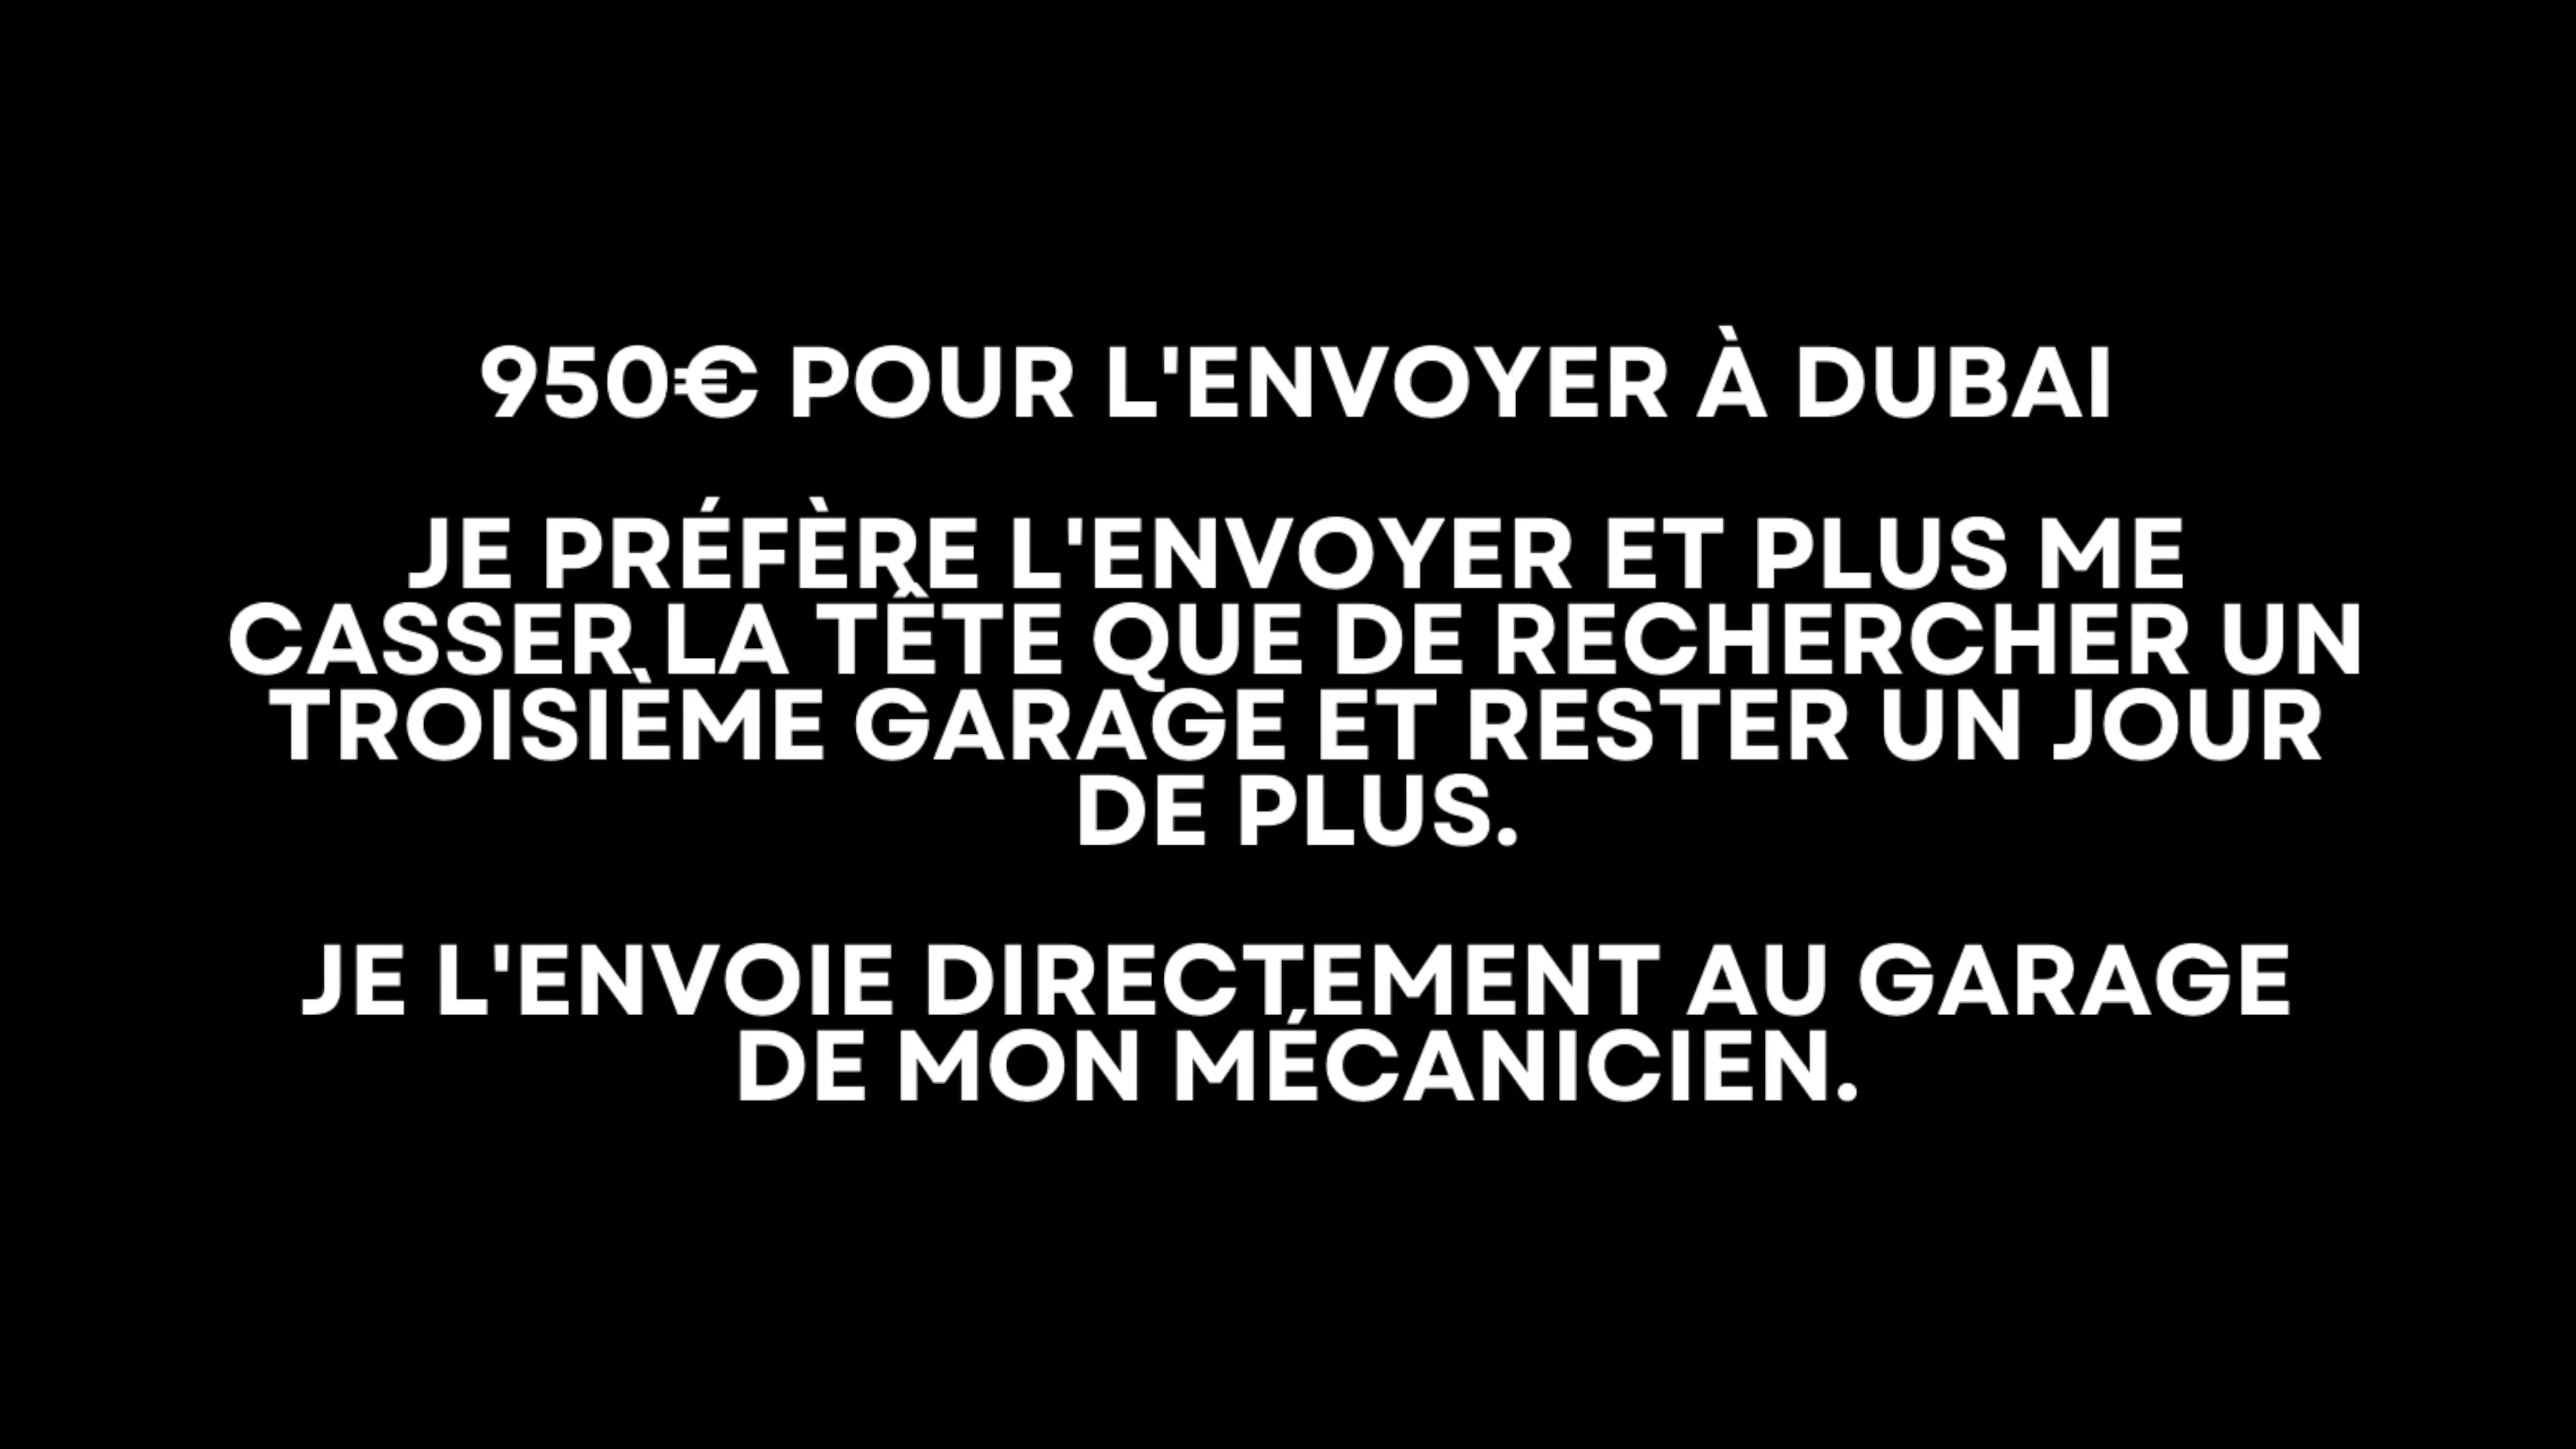 950€ POUR L'ENVOYER À DUBAI
JE PRÉFÈRE L'ENVOYER ET PLUS ME
CASSER LA TÊTE QUE DE RECHERCHER UN
TROISIÈME GARAGE ET RESTER UN JOUR
DE PLUS.
JE L'ENVOIE DIRECTEMENT AU GARAGE
DE MON MÉCANICIEN.